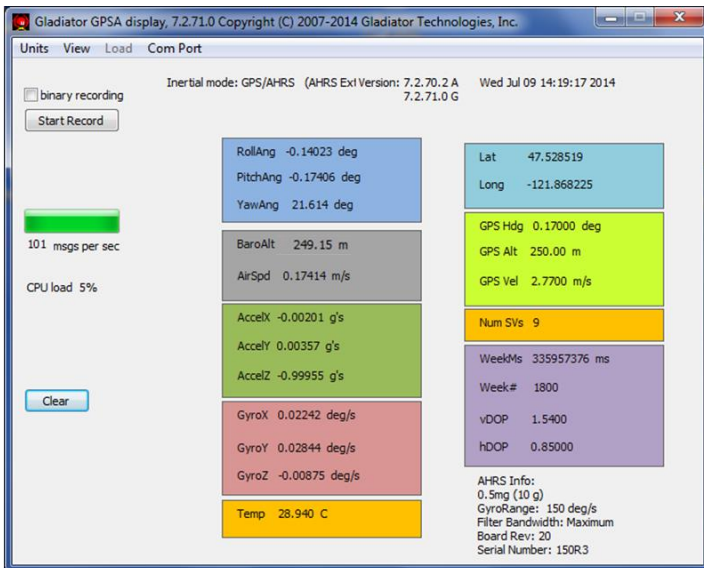 Gladiator GPSA display, 7.2.71.0 Copyright (C) 2007-2014 Gladiator Technologies, Inc.
Units View Load Com Port
Inertial mode: GPS/AHRS (AHRS Ex! Version: 7.2.70.2 A Wed Jul 09 14:19:17 2014
7.2.71.0 G
binary recording
Start Record
101 msgs per sec
CPU load 5%
Clear
RollAng -0.14023 deg
PitchAng -0.17406 deg
YawAng 21.614 deg
BaroAlt 249.15 m
AirSpd 0.17414 m/s
AccelX -0.00201 g's
AccelY 0.00357 g's
AccelZ -0.99955 g's
GyroX 0.02242 deg/s
GyroY 0.02844 deg/s
GyroZ -0.00875 deg/s
Temp 28.940 C
Lat 47.528519
Long -121.868225
GPS Hdg 0.17000 deg
GPS Alt 250.00 m
GPS Vel 2.7700 m/s
Num SVs 9
WeekMs 335957376 ms
Week# 1800
vDOP 1.5400
hDOP 0.85000
AHRS Info:
0.5mg (10 g)
GyroRange: 150 deg/s
Filter Bandwidth: Maximum
Board Rev: 20
Serial Number: 150R3